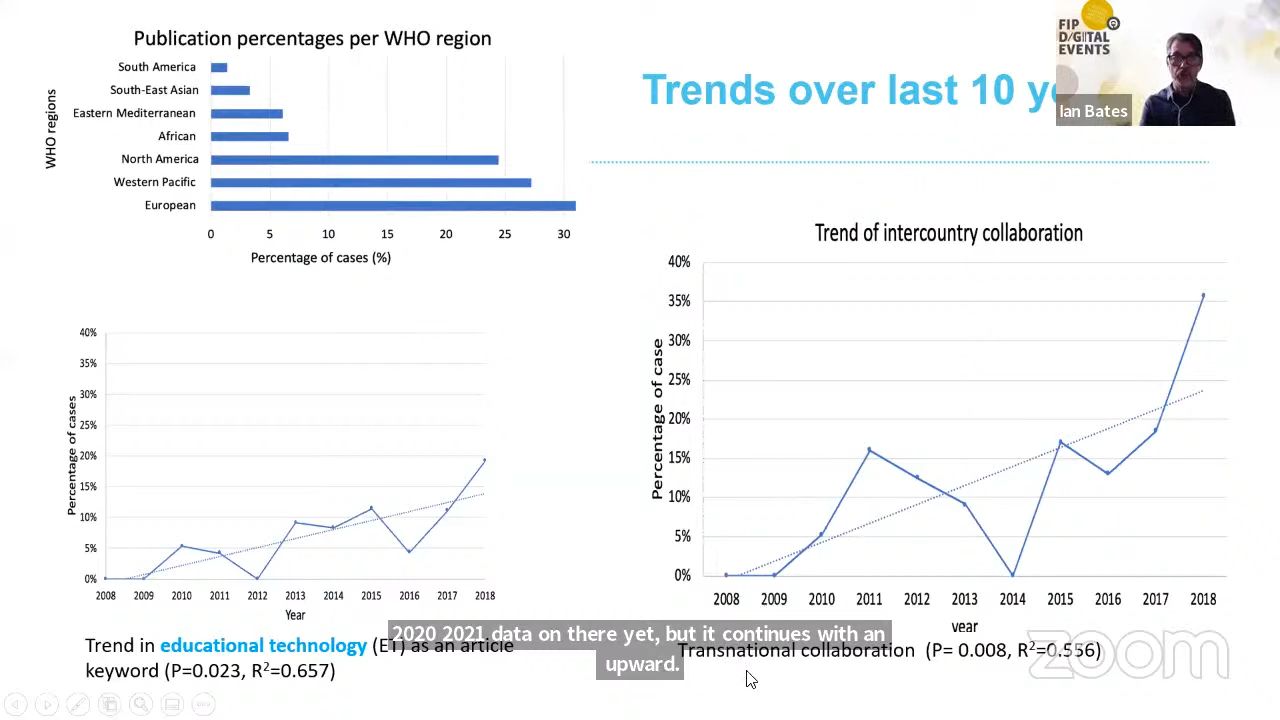 Publication percentages per WHO region
WHO regions
South America
South-East Asian
Eastern Mediterranean
African
North America
Western Pacific
European
0 5 10 15 20 25 30
Percentage of cases (%)
Trends over last 10
FIP
DIGITAL
EVENTS
Ian Bates
40%
35%
30%
25%
20%
15%
10%
5%
0%
Percentage of cases
2008 2009 2010 2011 2012 2013 2014 2015 2016 2017 2018
Year
Trend in educational technology (ET) as an article
keyword (P=0.023, R²=0.657)
Trend of intercountry collaboration
40%
35%
30%
25%
20%
15%
10%
5%
0%
Percentage of case
2008 2009 2010 2011 2012 2013 2014 2015 2016 2017 2018
year
Transnational collaboration (P= 0.008, R²=0.556)
2020 2021 data on there yet, but it continues with an
upward.
zoom